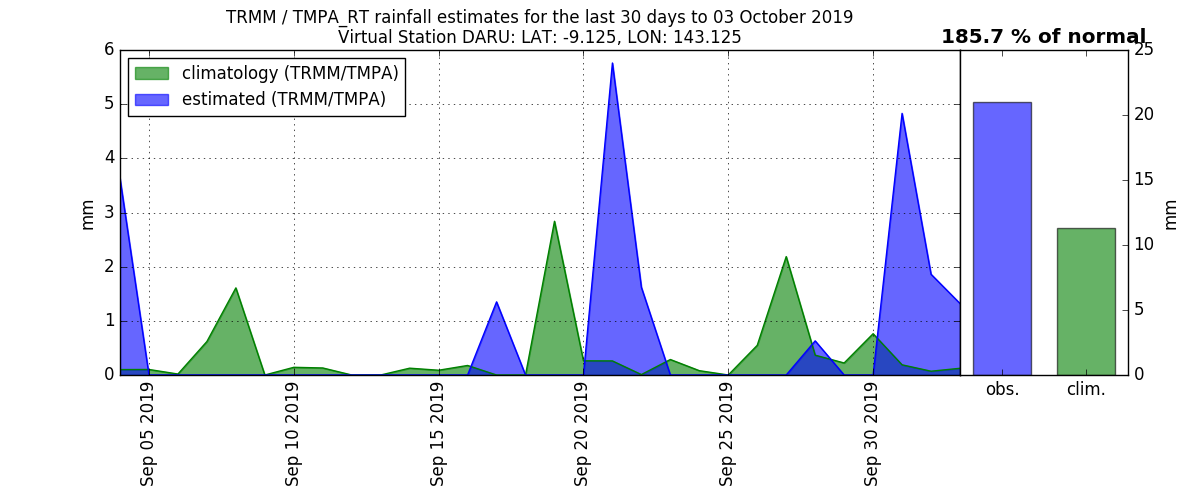 TRMM / TMPA_RT rainfall estimates for the last 30 days to 03 October 2019
Virtual Station DARU: LAT: -9.125, LON: 143.125
185.7 % of normal
climatology (TRMM/TMPA)
estimated (TRMM/TMPA)
6
5
4
3
2
1
0
mm
Sep 05 2019
Sep 10 2019
Sep 15 2019
Sep 20 2019
Sep 25 2019
Sep 30 2019
obs.
clim.
25
20
15
10
5
0
mm